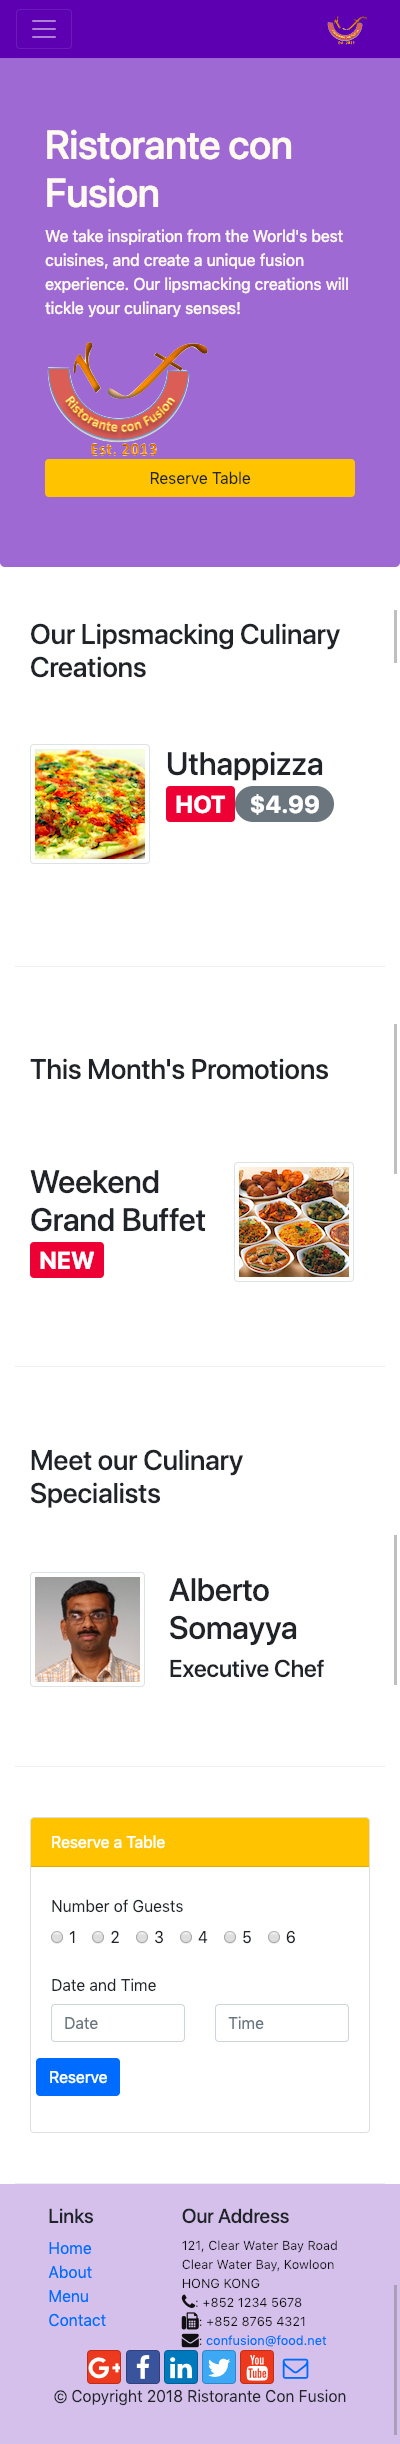 Est. 2013
Ristorante con
Fusion
We take inspiration from the World's best
cuisines, and create a unique fusion
experience. Our lipsmacking creations will
tickle your culinary senses!
Ristorante con Fusion
Est. 2013
Reserve Table
Our Lipsmacking Culinary
Creations
Uthappizza
HOT $4.99
This Month's Promotions
Weekend
Grand Buffet
NEW
Meet our Culinary
Specialists
Alberto
Somayya
Executive Chef
Reserve a Table
Number of Guests
1 2 3 4 5 6
Date and Time
Date Time
Reserve
Links
Home
About
Menu
Contact
Our Address
121, Clear Water Bay Road
Clear Water Bay, Kowloon
HONG KONG
: +852 1234 5678
: +852 8765 4321
: confusion@food.net
G+ f in You Tube
© Copyright 2018 Ristorante Con Fusion